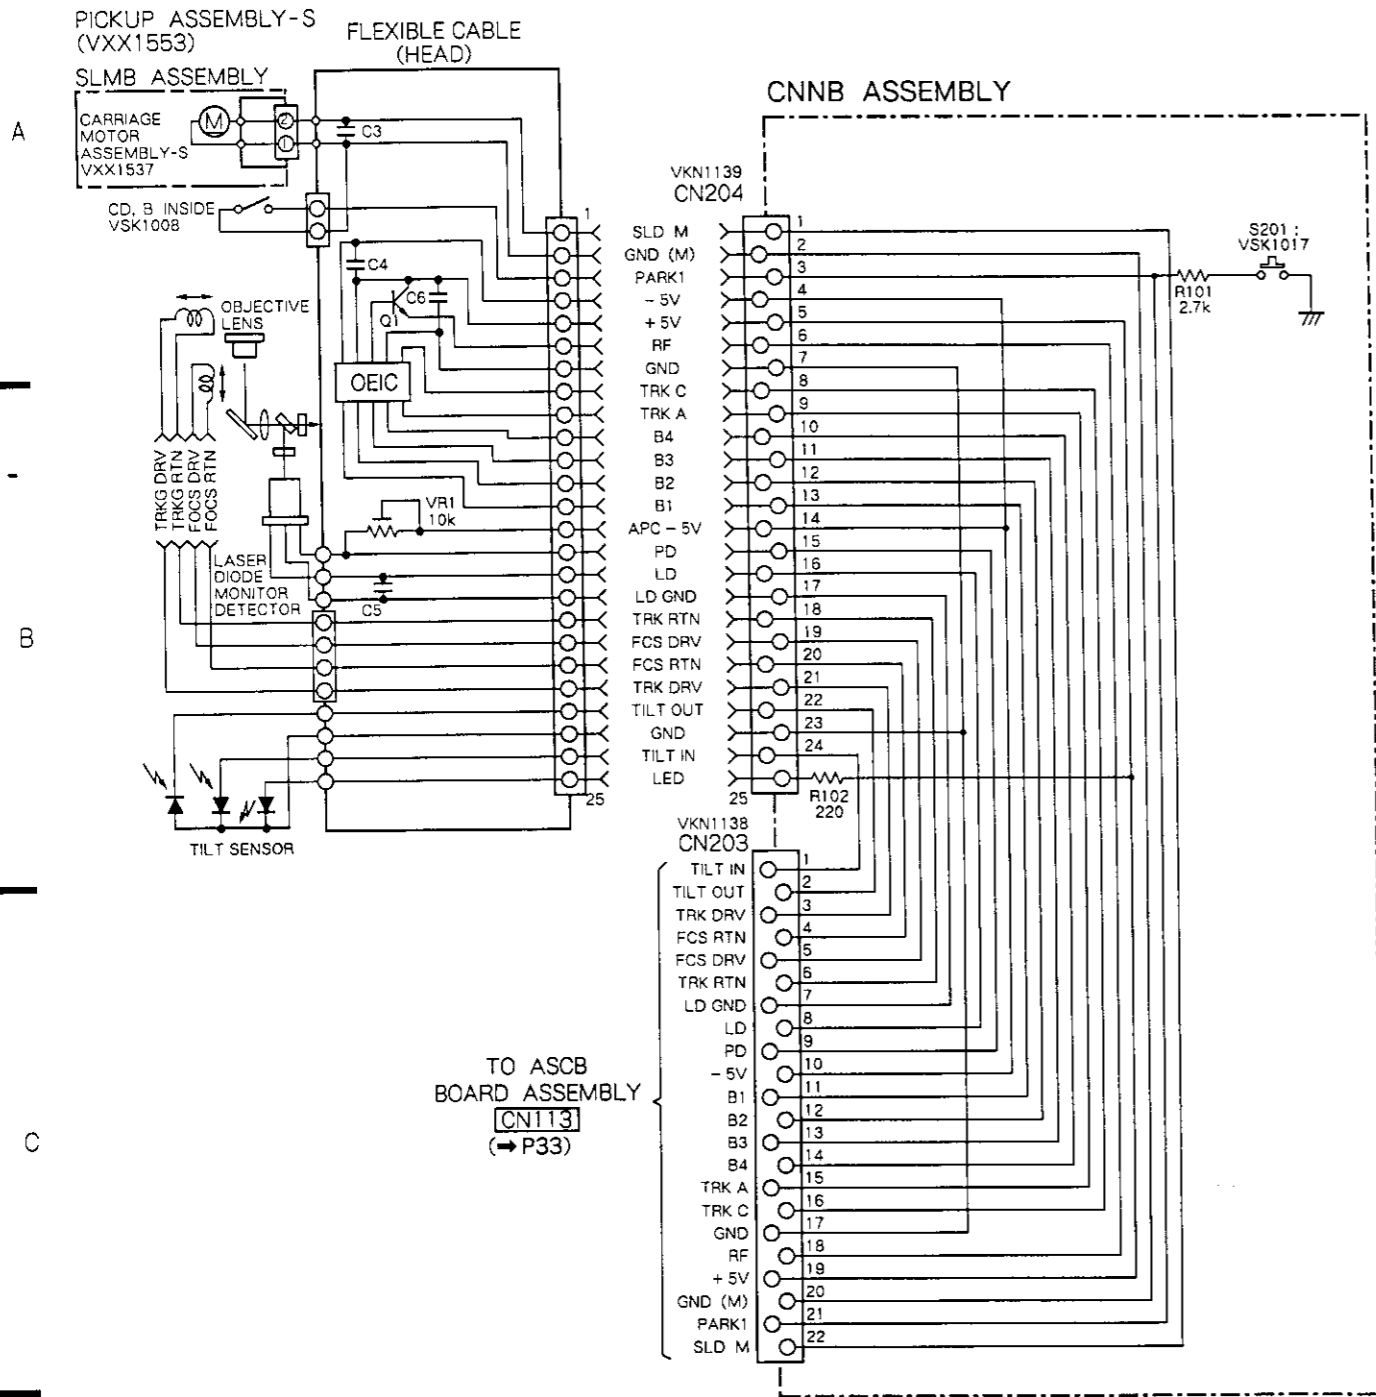 PICKUP ASSEMBLY-S
(VXX1553)
FLEXIBLE CABLE
(HEAD)
SLMB ASSEMBLY
CARRIAGE
MOTOR
ASSEMBLY-S
VXX1537
M
2
1
C3
CD, B INSIDE
VSK1008
CNNB ASSEMBLY
A
VKN1139
CN204
1
SLD M
GND (M)
PARK1
- 5V
+ 5V
RF
GND
TRK C
TRK A
B4
B3
B2
B1
APC - 5V
PD
LD
LD GND
TRK RTN
FCS DRV
FCS RTN
TRK DRV
TILT OUT
GND
TILT IN
LED
25
1
2
3
4
5
6
7
8
9
10
11
12
13
14
15
16
17
18
19
20
21
22
23
24
25
S201 :
VSK1017
R101
2.7k
R102
220
C4
C6
Q1
OEIC
OBJECTIVE
LENS
TRKG DRV
TRKG RTN
FOCS DRV
FOCS RTN
VR1
10k
LASER
DIODE
MONITOR
DETECTOR
C5
B
TILT SENSOR
VKN1138
CN203
TILT IN 1
TILT OUT 2
TRK DRV 3
FCS RTN 4
FCS DRV 5
TRK RTN 6
LD GND 7
LD 8
PD 9
- 5V 10
B1 11
B2 12
B3 13
B4 14
TRK A 15
TRK C 16
GND 17
RF 18
+ 5V 19
GND (M) 20
PARK1 21
SLD M 22
TO ASCB
BOARD ASSEMBLY
CN113
(➡ P33)
C